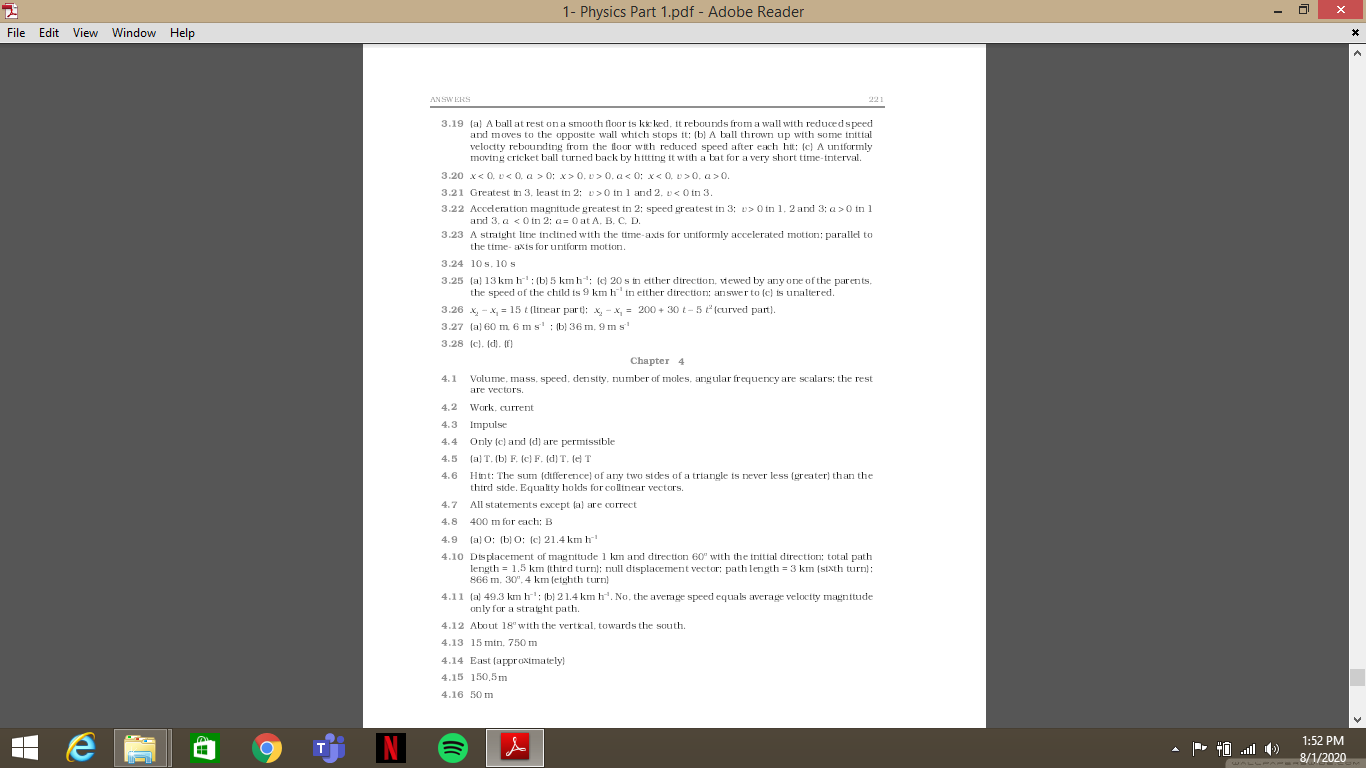 1- Physics Part 1.pdf - Adobe Reader
File Edit View Window Help
ANSWERS 221
3.19 (a) A ball at rest on a smooth floor is kicked, it rebounds from a wall with reduced speed
and moves to the opposite wall which stops it; (b) A ball thrown up with some initial
velocity rebounding from the floor with reduced speed after each hit; (c) A uniformly
moving cricket ball turned back by hitting it with a bat for a very short time-interval.
3.20 x < 0, v < 0, a > 0; x > 0, v > 0, a < 0; x < 0, v > 0, a > 0.
3.21 Greatest in 3, least in 2; v > 0 in 1 and 2, v < 0 in 3.
3.22 Acceleration magnitude greatest in 2; speed greatest in 3; v > 0 in 1, 2 and 3; a > 0 in 1
and 3, a < 0 in 2; a = 0 at A, B, C, D.
3.23 A straight line inclined with the time-axis for uniformly accelerated motion; parallel to
the time- axis for uniform motion.
3.24 10 s, 10 s
3.25 (a) 13 km h⁻¹ ; (b) 5 km h⁻¹; (c) 20 s in either direction, viewed by any one of the parents,
the speed of the child is 9 km h⁻¹ in either direction; answer to (c) is unaltered.
3.26 x₂ – x₁ = 15 t (linear part); x₂ – x₁ = 200 + 30 t – 5 t² (curved part).
3.27 (a) 60 m, 6 m s⁻¹ ; (b) 36 m, 9 m s⁻¹
3.28 (c), (d), (f)
Chapter 4
4.1 Volume, mass, speed, density, number of moles, angular frequency are scalars; the rest
are vectors.
4.2 Work, current
4.3 Impulse
4.4 Only (c) and (d) are permissible
4.5 (a) T, (b) F, (c) F, (d) T, (e) T
4.6 Hint: The sum (difference) of any two sides of a triangle is never less (greater) than the
third side. Equality holds for collinear vectors.
4.7 All statements except (a) are correct
4.8 400 m for each; B
4.9 (a) O; (b) O; (c) 21.4 km h⁻¹
4.10 Displacement of magnitude 1 km and direction 60° with the initial direction; total path
length = 1.5 km (third turn); null displacement vector; path length = 3 km (sixth turn);
866 m, 30°, 4 km (eighth turn)
4.11 (a) 49.3 km h⁻¹ ; (b) 21.4 km h⁻¹. No, the average speed equals average velocity magnitude
only for a straight path.
4.12 About 18° with the vertical, towards the south.
4.13 15 min, 750 m
4.14 East (approximately)
4.15 150.5 m
4.16 50 m
1:52 PM
8/1/2020